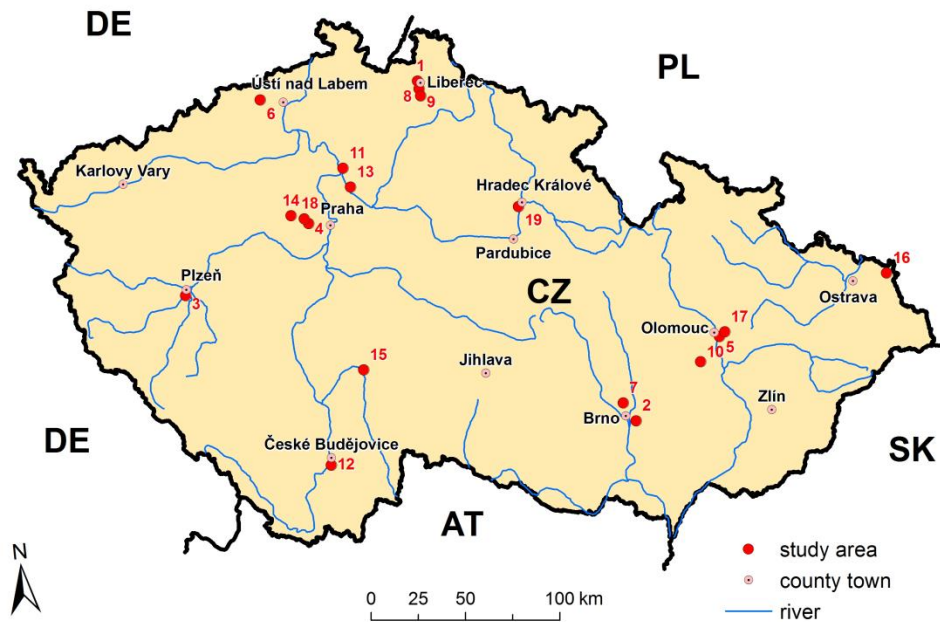 DE
PL
1
Liberec
Ústí nad Labem
8 9
6
11
Karlovy Vary
13
Hradec Králové
14 18
Praha
4
19
Pardubice
16
Plzeň
CZ
Ostrava
3
17
Olomouc
5
10
15
Jihlava
7
Zlín
2
Brno
DE
České Budějovice
SK
12
AT
N
study area
county town
river
0 25 50 100 km